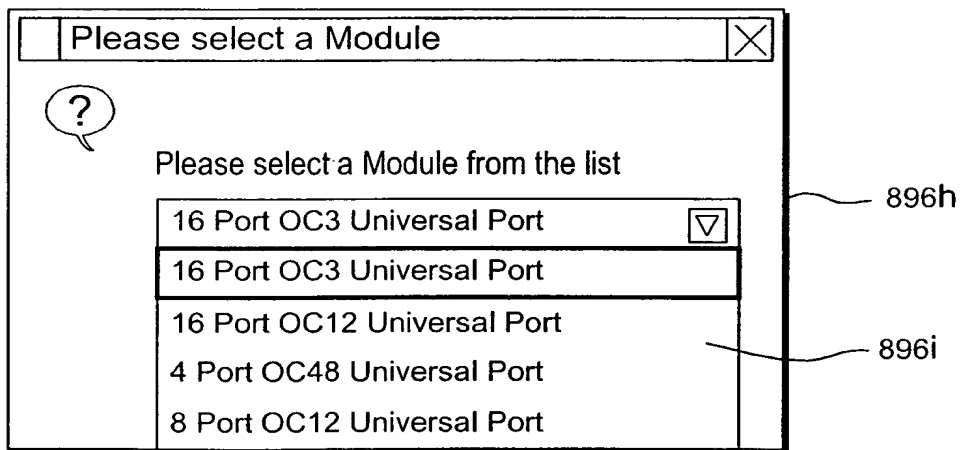 Please select a Module
?
Please select a Module from the list
896h
16 Port OC3 Universal Port
16 Port OC3 Universal Port
16 Port OC12 Universal Port
896i
4 Port OC48 Universal Port
8 Port OC12 Universal Port